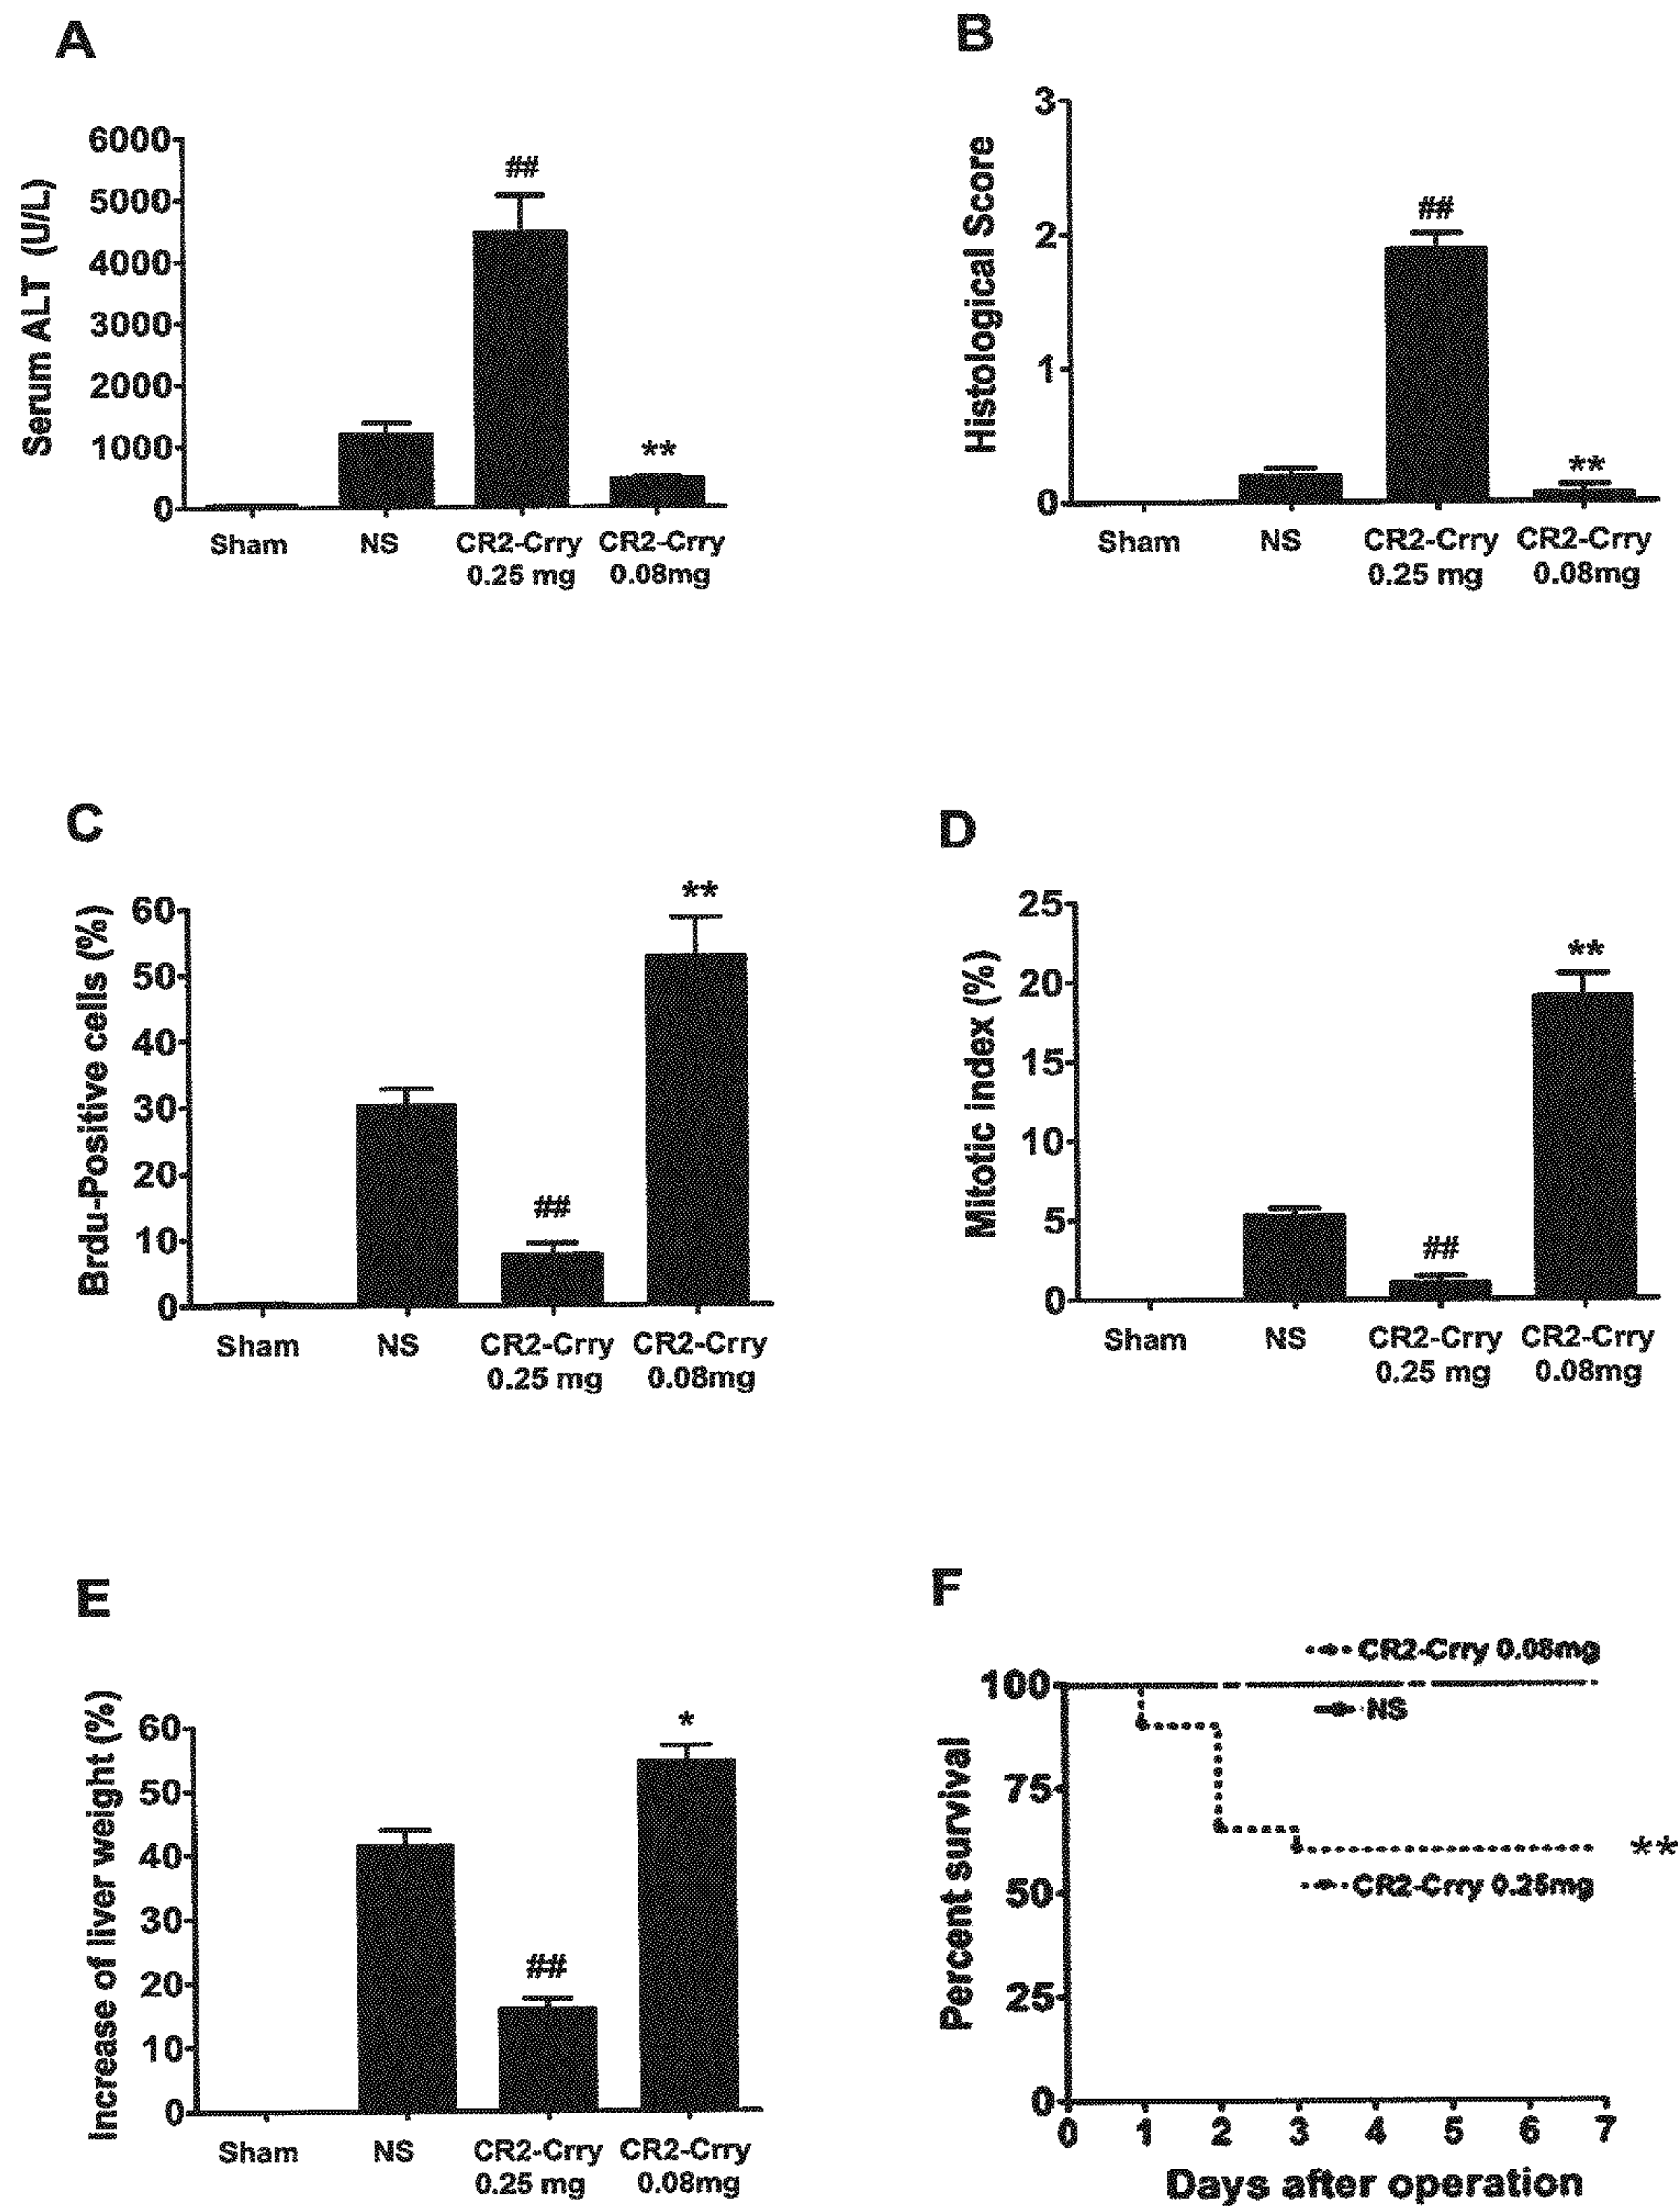 A
Serum ALT (U/L)
6000
5000
4000
3000
2000
1000
0
##
**
Sham
NS
CR2-Crry
0.25 mg
CR2-Crry
0.08mg
B
Histological Score
3
2
1
0
##
**
Sham
NS
CR2-Crry
0.25 mg
CR2-Crry
0.08mg
C
Brdu-Positive cells (%)
60
50
40
30
20
10
0
##
**
Sham
NS
CR2-Crry
0.25 mg
CR2-Crry
0.08mg
D
Mitotic index (%)
25
20
15
10
5
0
##
**
Sham
NS
CR2-Crry
0.25 mg
CR2-Crry
0.08mg
E
Increase of liver weight (%)
60
50
40
30
20
10
0
##
*
Sham
NS
CR2-Crry
0.25 mg
CR2-Crry
0.08mg
F
Percent survival
100
75
50
25
0
CR2-Crry 0.08mg
NS
**
CR2-Crry 0.25mg
0 1 2 3 4 5 6 7
Days after operation